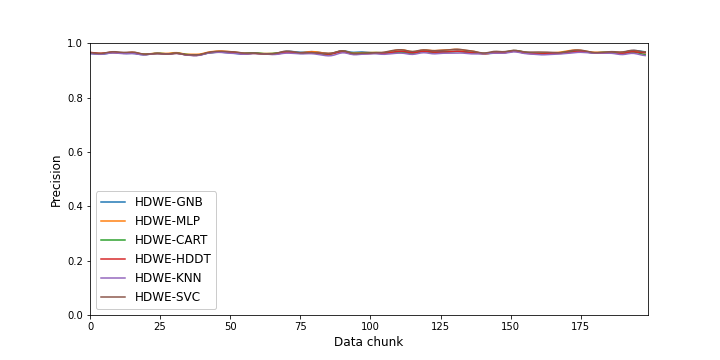 1.0
0.8
0.6
0.4
0.2
0.0
Precision
HDWE-GNB
HDWE-MLP
HDWE-CART
HDWE-HDDT
HDWE-KNN
HDWE-SVC
0 25 50 75 100 125 150 175
Data chunk